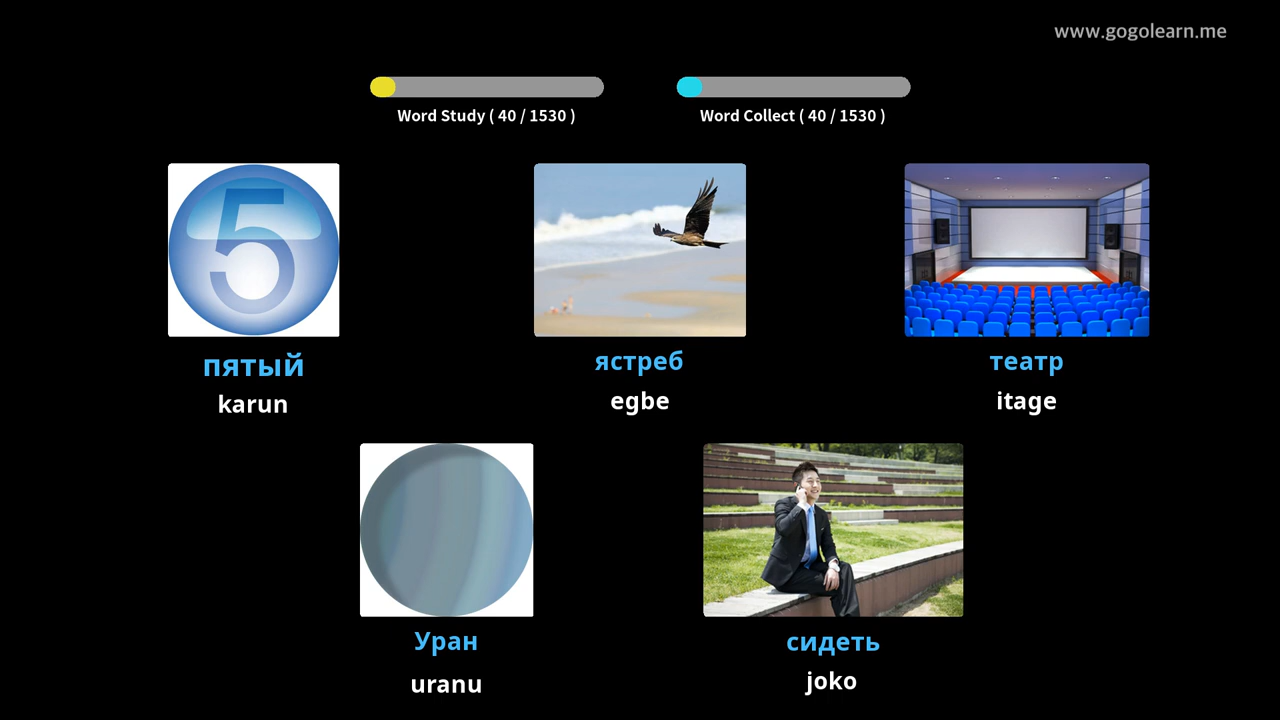 www.gogolearn.me
Word Study ( 40 / 1530 )
Word Collect ( 40 / 1530 )
5
пятый
karun
ястреб
egbe
театр
itage
Уран
uranu
сидеть
joko